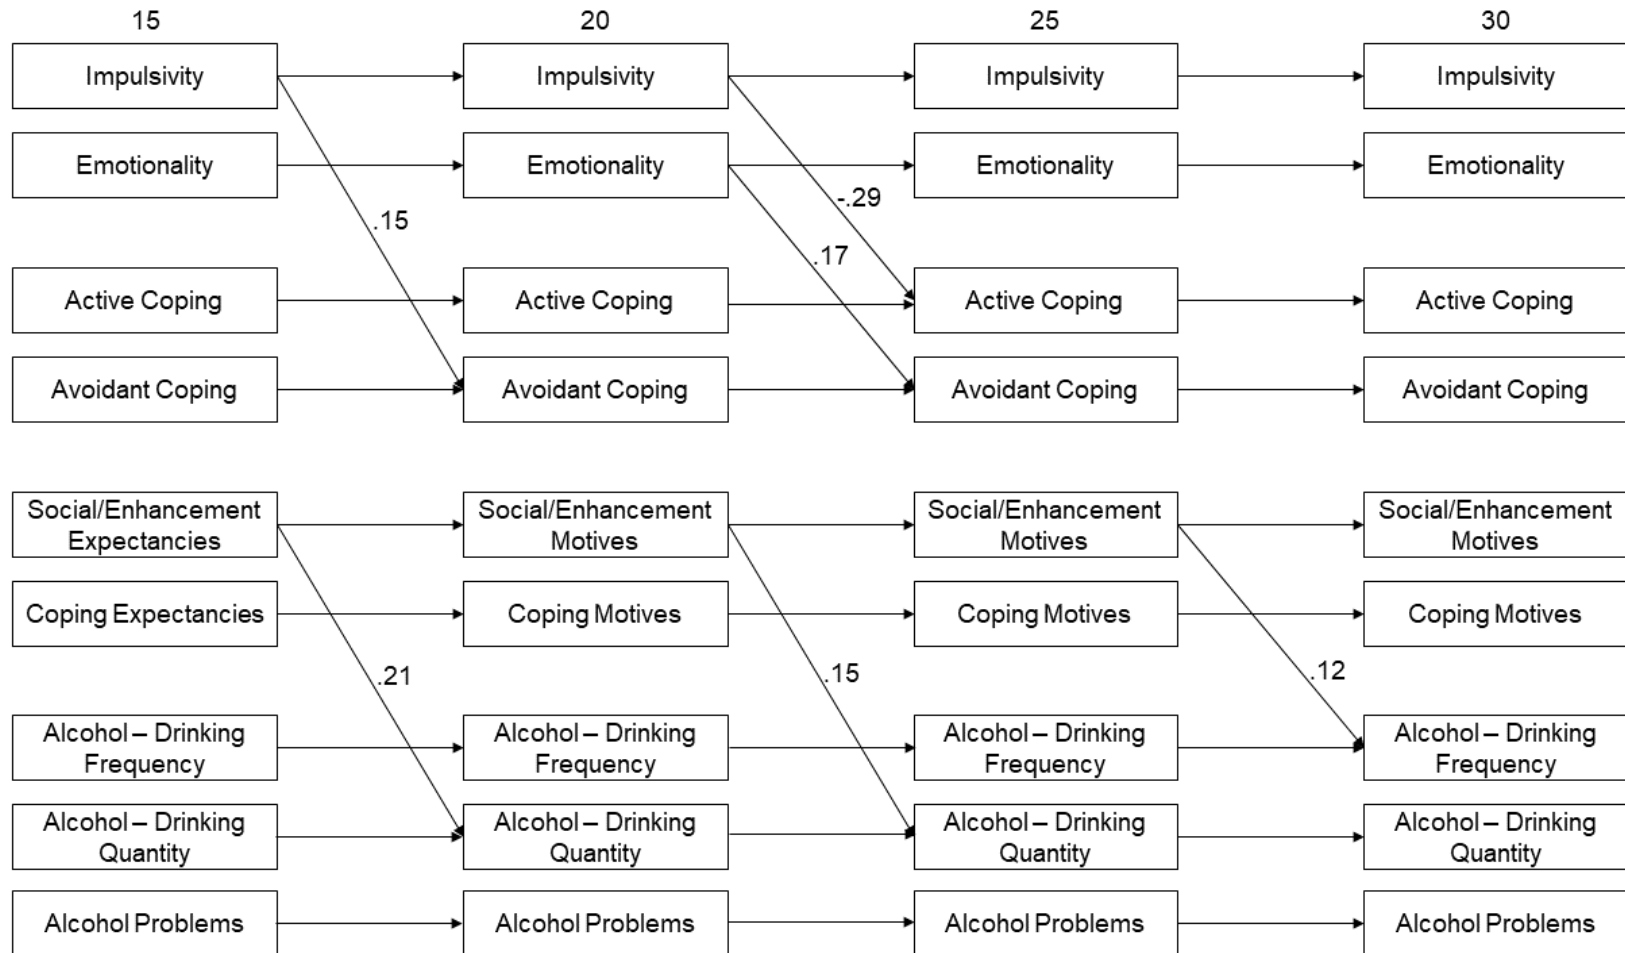 15 20 25 30
Impulsivity Impulsivity Impulsivity Impulsivity
Emotionality Emotionality Emotionality Emotionality
-.29
.15
.17
Active Coping Active Coping Active Coping Active Coping
Avoidant Coping Avoidant Coping Avoidant Coping Avoidant Coping
Social/Enhancement Social/Enhancement Social/Enhancement Social/Enhancement
Expectancies Motives Motives Motives
Coping Expectancies Coping Motives Coping Motives Coping Motives
.21 .15 .12
Alcohol – Drinking Alcohol – Drinking Alcohol – Drinking Alcohol – Drinking
Frequency Frequency Frequency Frequency
Alcohol – Drinking Alcohol – Drinking Alcohol – Drinking Alcohol – Drinking
Quantity Quantity Quantity Quantity
Alcohol Problems Alcohol Problems Alcohol Problems Alcohol Problems